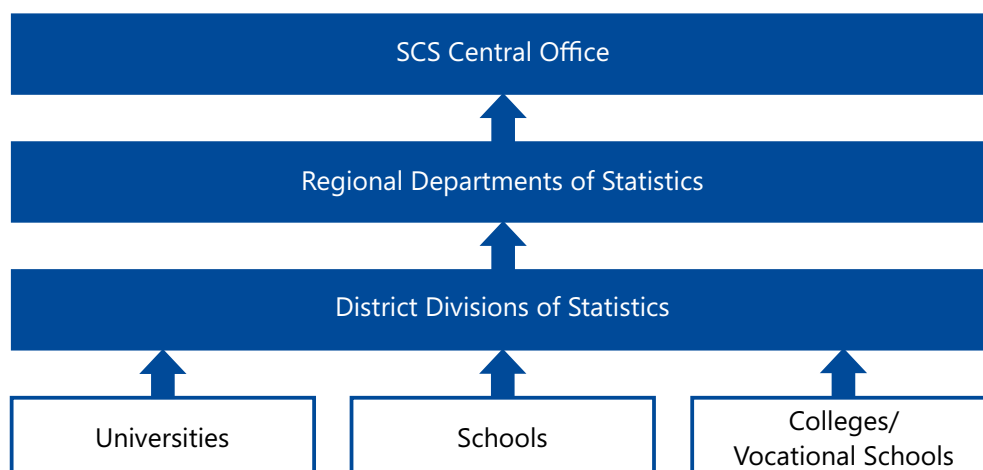 SCS Central Office
Regional Departments of Statistics
District Divisions of Statistics
Universities
Schools
Colleges/
Vocational Schools